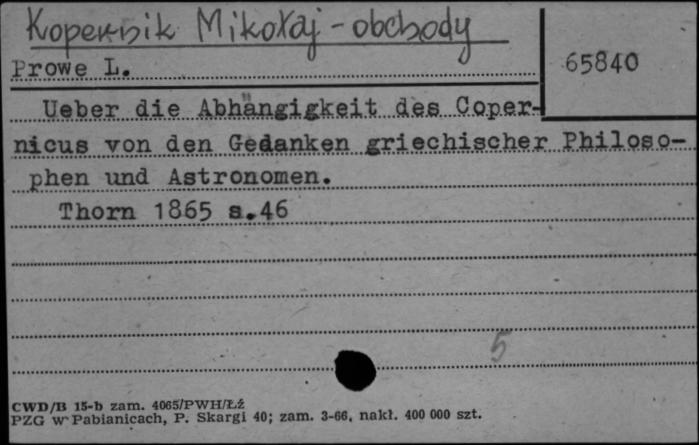 Kopernik Mikołaj - obchody
Prowe L.
65840
Ueber die Abhängigkeit des Coper-
nicus von den Gedanken griechischer Philoso-
phen und Astronomen.
Thorn 1865 s.46
5
CWD/B 15-b zam. 4065/PWH/Łż
PZG w Pabianicach, P. Skargi 40; zam. 3-66, nakł. 400 000 szt.